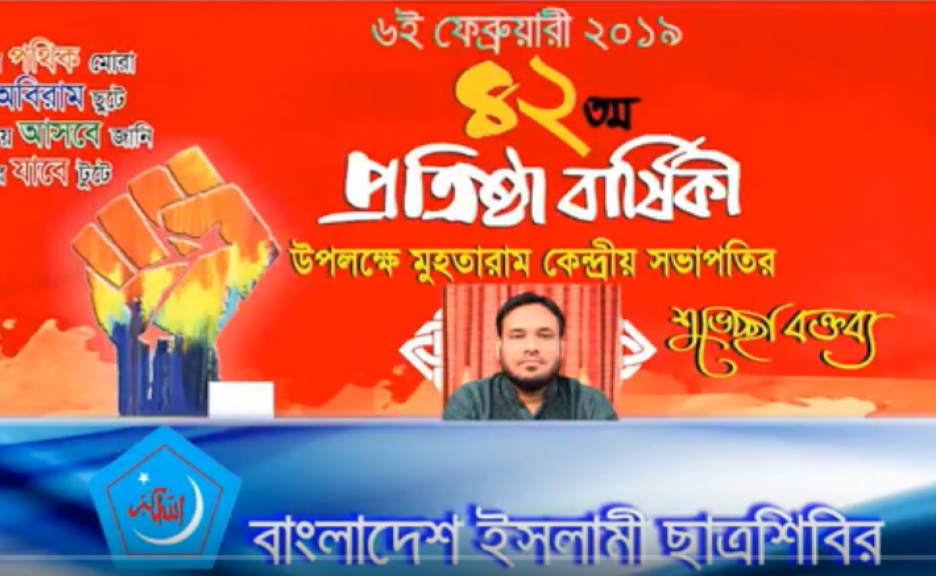 ৬ই ফেব্রুয়ারী ২০১৯
পথিক মোরা
অবিরাম ছুটে
আসবে জানি
যাবে টুটে
৪২তম
প্রতিষ্ঠা বার্ষিকী
উপলক্ষে মুহতারাম কেন্দ্রীয় সভাপতির
শুভেচ্ছা বক্তব্য
বাংলাদেশ ইসলামী ছাত্রশিবির